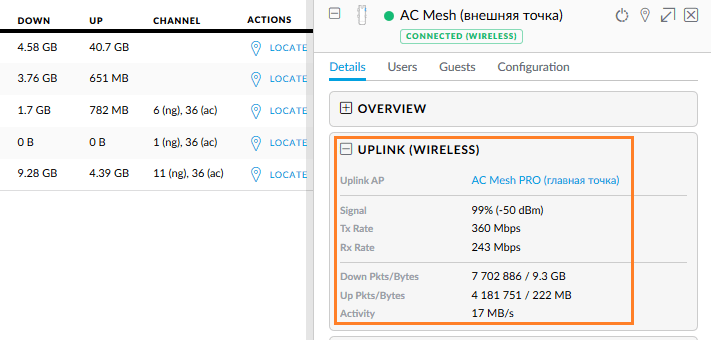 DOWN UP CHANNEL ACTIONS
4.58 GB 40.7 GB LOCATE
3.76 GB 651 MB LOCATE
1.7 GB 782 MB 6 (ng), 36 (ac) LOCATE
0 B 0 B 1 (ng), 36 (ac) LOCATE
9.28 GB 4.39 GB 11 (ng), 36 (ac) LOCATE
AC Mesh (внешняя точка)
CONNECTED (WIRELESS)
Details Users Guests Configuration
OVERVIEW
UPLINK (WIRELESS)
Uplink AP AC Mesh PRO (главная точка)
Signal 99% (-50 dBm)
Tx Rate 360 Mbps
Rx Rate 243 Mbps
Down Pkts/Bytes 7 702 886 / 9.3 GB
Up Pkts/Bytes 4 181 751 / 222 MB
Activity 17 MB/s